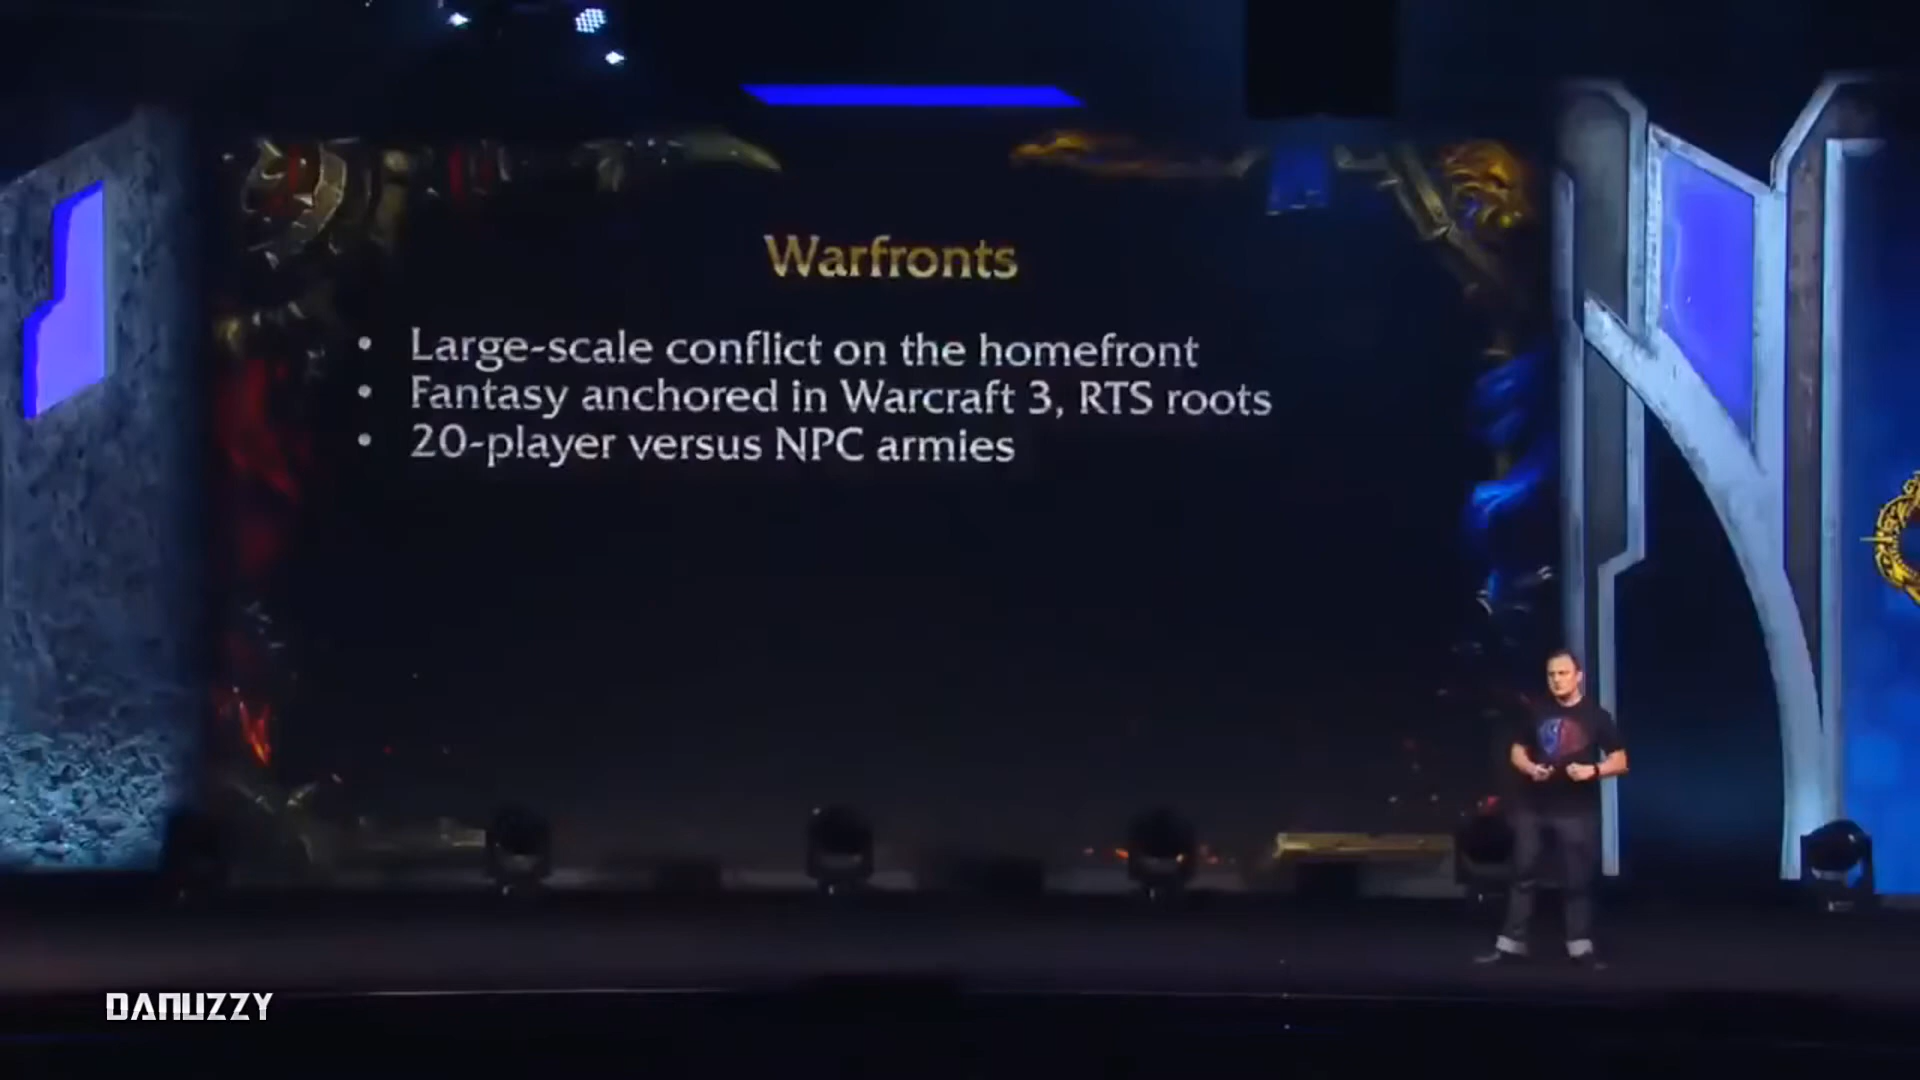 Warfronts
• Large-scale conflict on the homefront
• Fantasy anchored in Warcraft 3, RTS roots
• 20-player versus NPC armies
DANUZZY